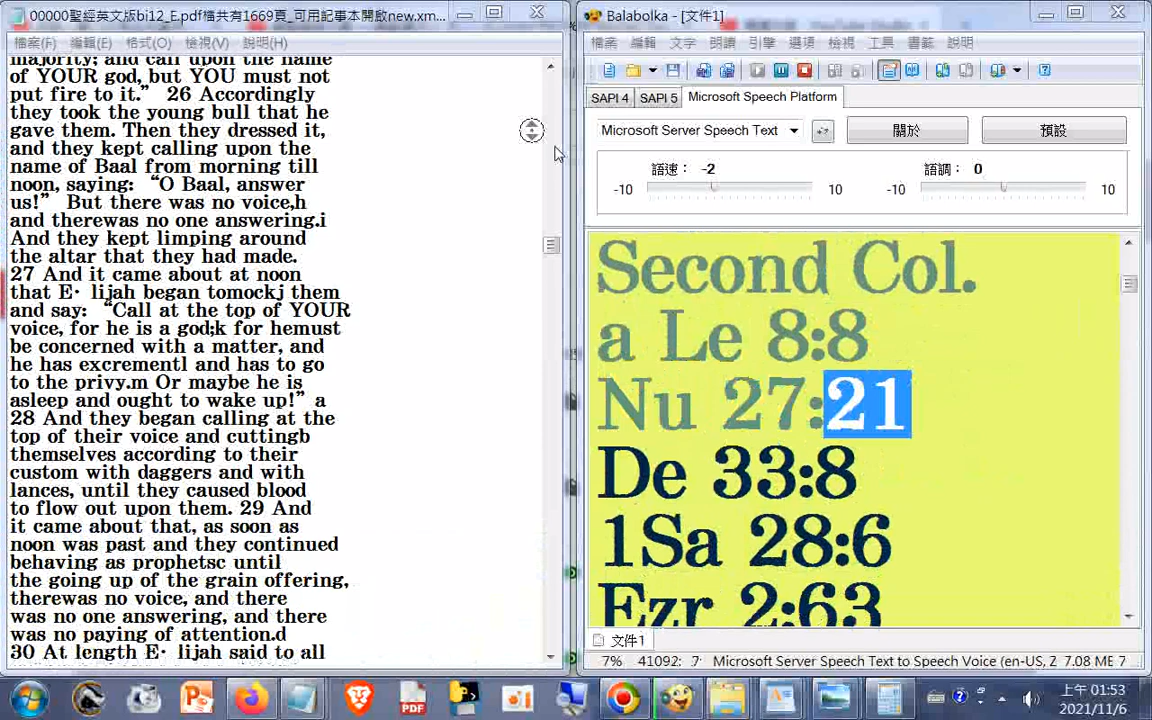 00000聖經英文版bi12_E.pdf檔共有1669頁_可用記事本開啟new.xm...
檔案(F) 編輯(E) 格式(O) 檢視(V) 說明(H)
majority; and call upon the name
of YOUR god, but YOU must not
put fire to it.” 26 Accordingly
they took the young bull that he
gave them. Then they dressed it,
and they kept calling upon the
name of Baal from morning till
noon, saying: “O Baal, answer
us!” But there was no voice,h
and therewas no one answering.i
And they kept limping around
the altar that they had made.
27 And it came about at noon
that E· lijah began tomockj them
and say: “Call at the top of YOUR
voice, for he is a god;k for hemust
be concerned with a matter, and
he has excrementl and has to go
to the privy.m Or maybe he is
asleep and ought to wake up!” a
28 And they began calling at the
top of their voice and cuttingb
themselves according to their
custom with daggers and with
lances, until they caused blood
to flow out upon them. 29 And
it came about that, as soon as
noon was past and they continued
behaving as prophetsc until
the going up of the grain offering,
therewas no voice, and there
was no one answering, and there
was no paying of attention.d
30 At length E· lijah said to all
Balabolka - [文件1]
檔案 編輯 文字 朗讀 引擎 選項 檢視 工具 書籤 說明
SAPI 4 SAPI 5 Microsoft Speech Platform
Microsoft Server Speech Text 關於 預設
語速: -2 語調: 0
-10 10 -10 10
Second Col.
a Le 8:8
Nu 27:21
De 33:8
1Sa 28:6
Ezr 2:63
文件1
7% 41092: 7 Microsoft Server Speech Text to Speech Voice (en-US, 2 7.08 ME 7
上午 01:53
2021/11/6